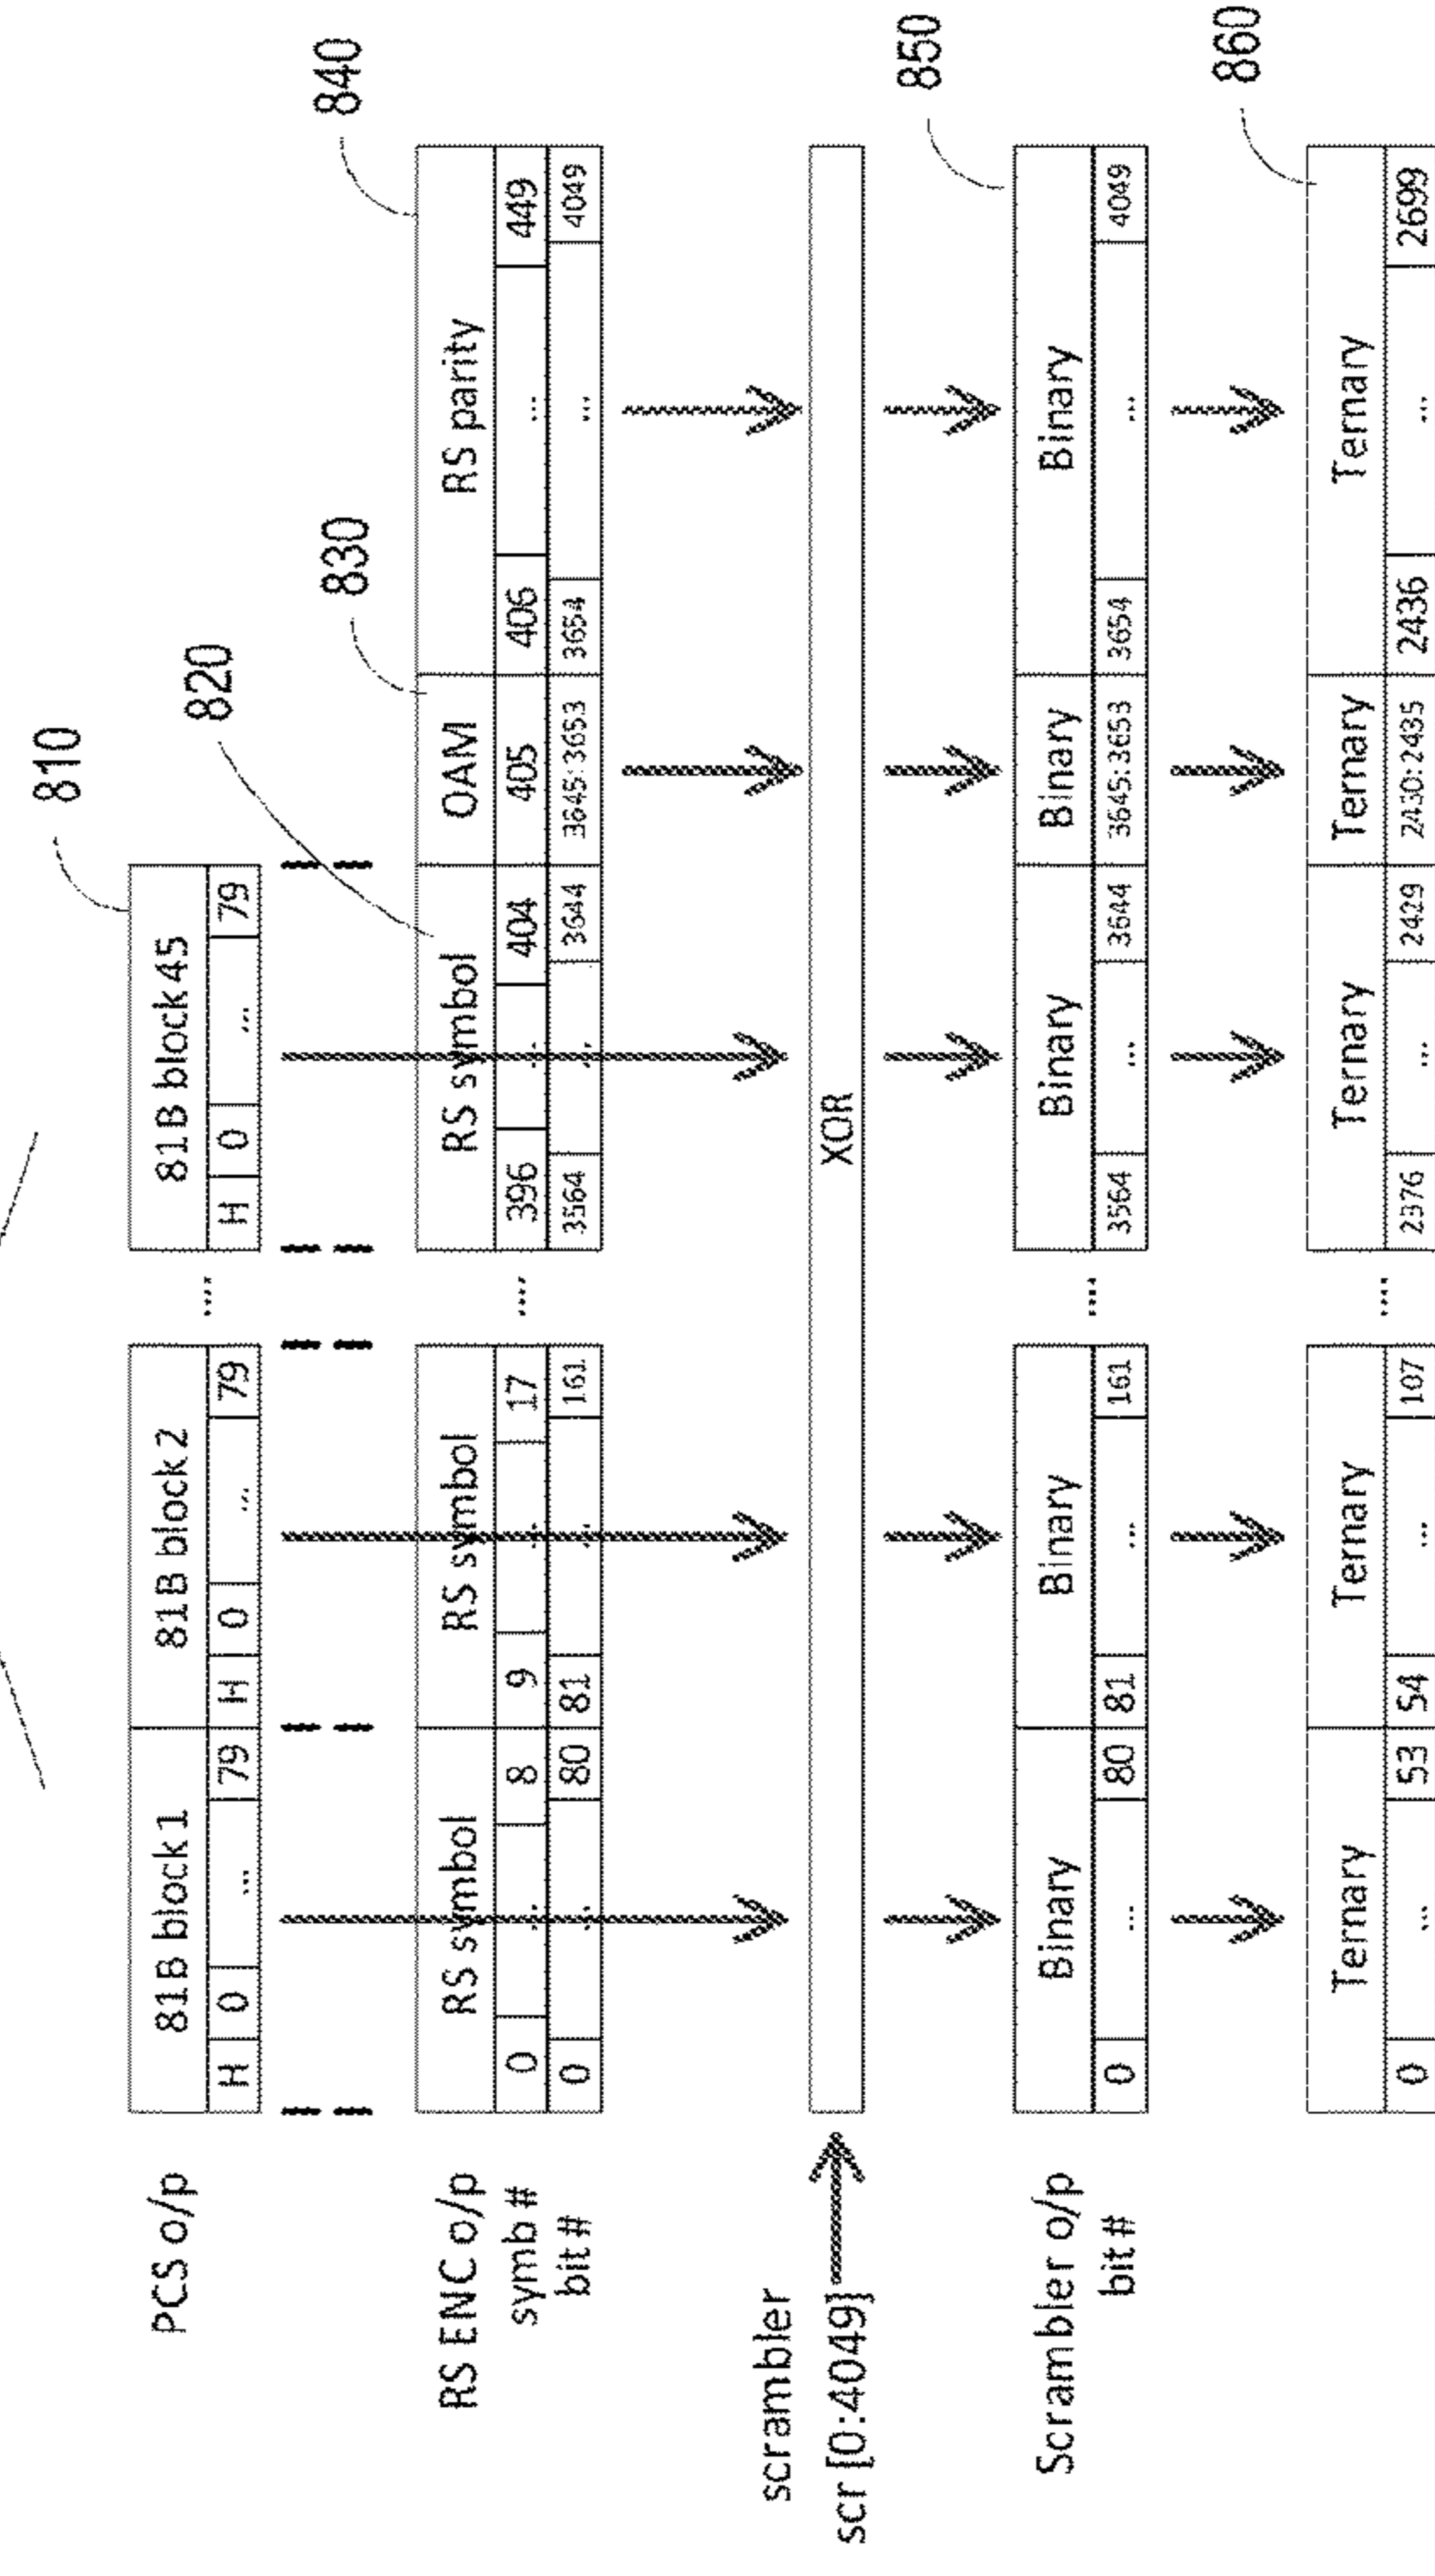 810
PCS o/p
81B block 1
81B block 2
....
81B block 45
H 0 ... 79
H 0 ... 79
H 0 ... 79
820
830
840
RS ENC o/p
RS symbol
RS symbol
....
RS symbol
OAM
RS parity
symb #
0 ... 8
9 ... 17
396 ... 404
405
406 ... 449
bit #
0 ... 80
81 ... 161
3564 ... 3644
3645:3653
3654 ... 4049
scrambler
scr [0:4049]
XOR
850
Scrambler o/p
Binary
Binary
....
Binary
Binary
Binary
bit #
0 ... 80
81 ... 161
3564 ... 3644
3645:3653
3654 ... 4049
860
Ternary
Ternary
....
Ternary
Ternary
Ternary
0 ... 53
54 ... 107
2376 ... 2429
2430:2435
2436 ... 2699